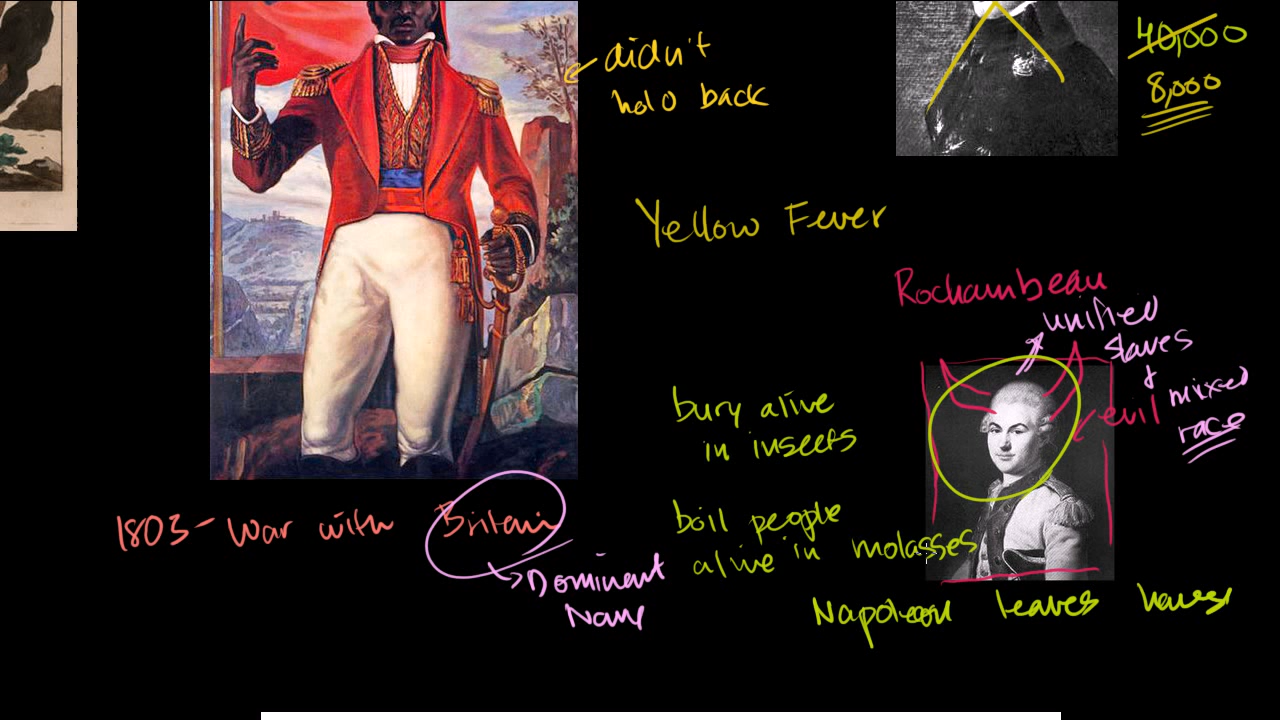 didn't
hold back
40,000
8,000
Yellow Fever
Rochambeau
unified
slaves
+
mixed
race
evil
bury alive
in insects
boil people
alive in molasses
1803 - War with Britain
Dominant
Navy
Napoleon leaves